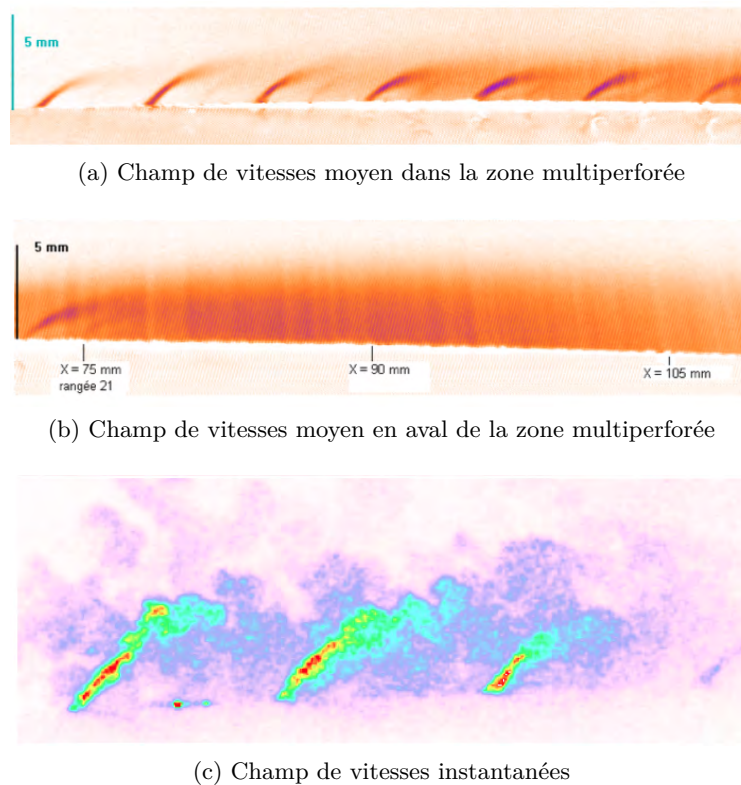 5 mm
(a) Champ de vitesses moyen dans la zone multiperforée
5 mm
X = 75 mm
rangée 21
X = 90 mm
X = 105 mm
(b) Champ de vitesses moyen en aval de la zone multiperforée
(c) Champ de vitesses instantanées